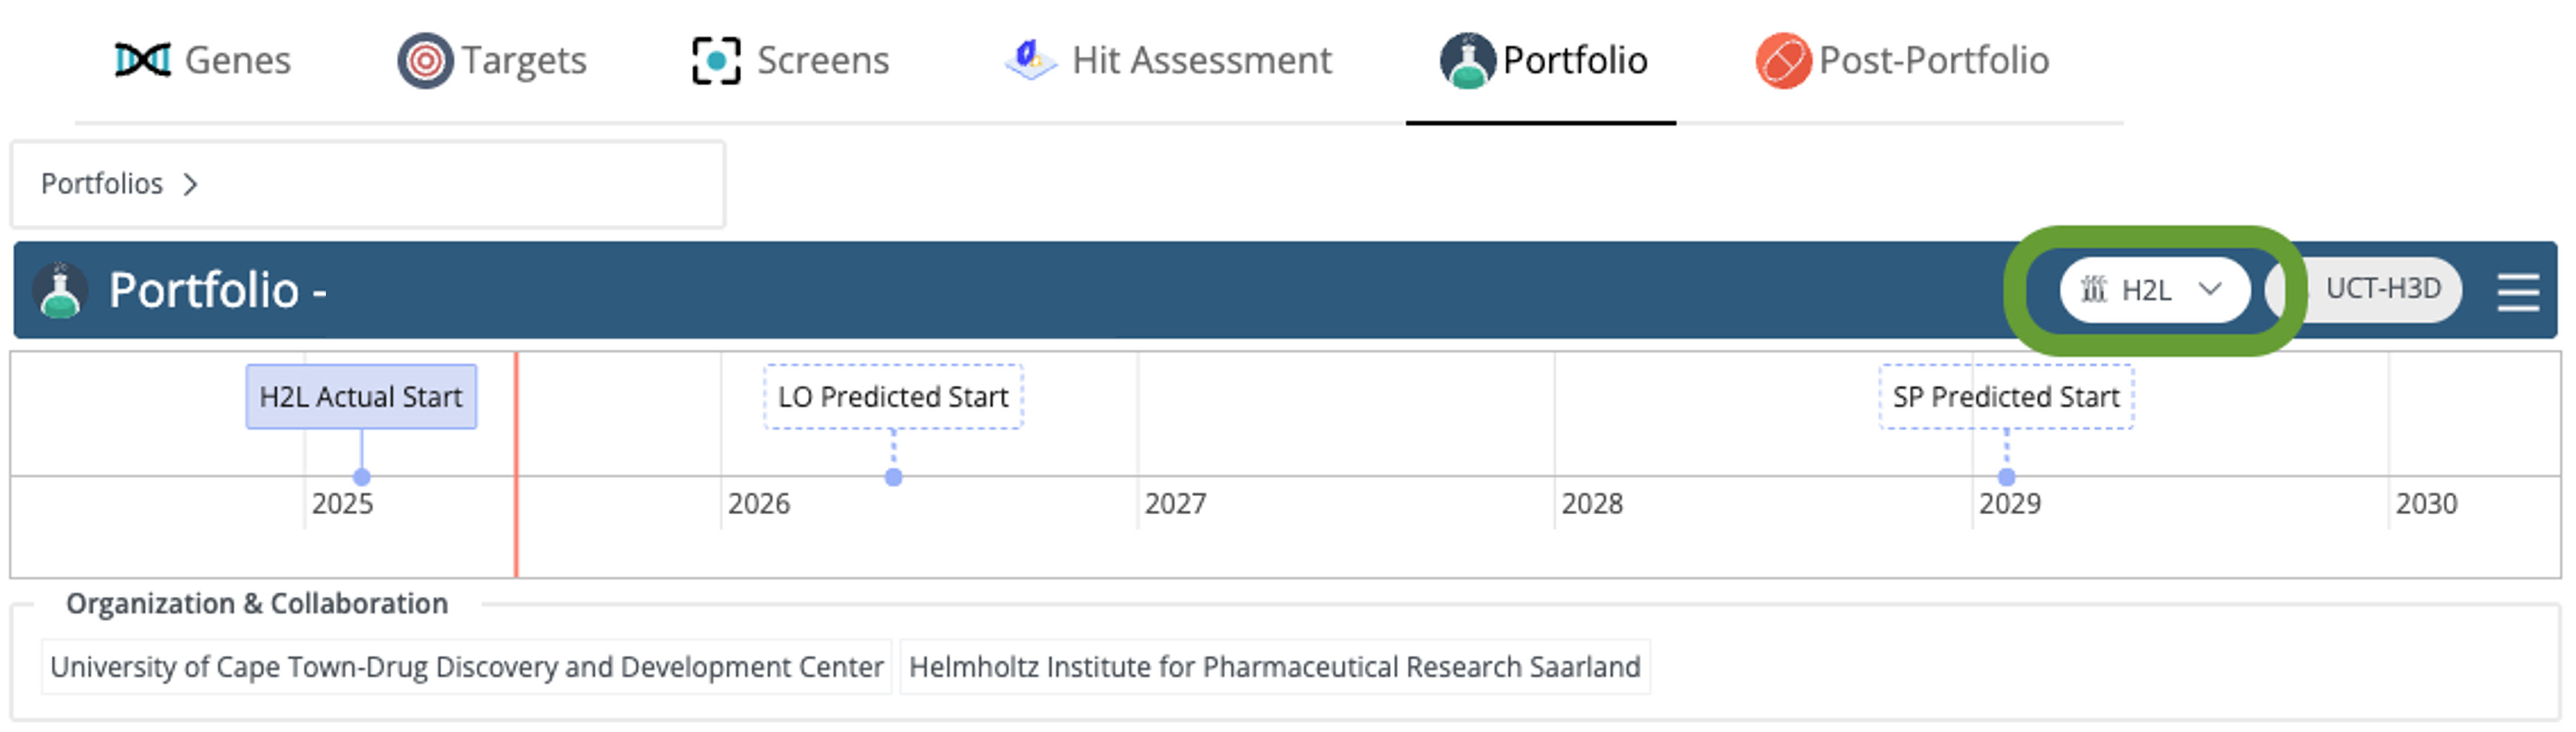 Genes Targets Screens Hit Assessment Portfolio Post-Portfolio
Portfolios >
Portfolio - H2L UCT-H3D
H2L Actual Start LO Predicted Start SP Predicted Start
2025 2026 2027 2028 2029 2030
Organization & Collaboration
University of Cape Town-Drug Discovery and Development Center Helmholtz Institute for Pharmaceutical Research Saarland